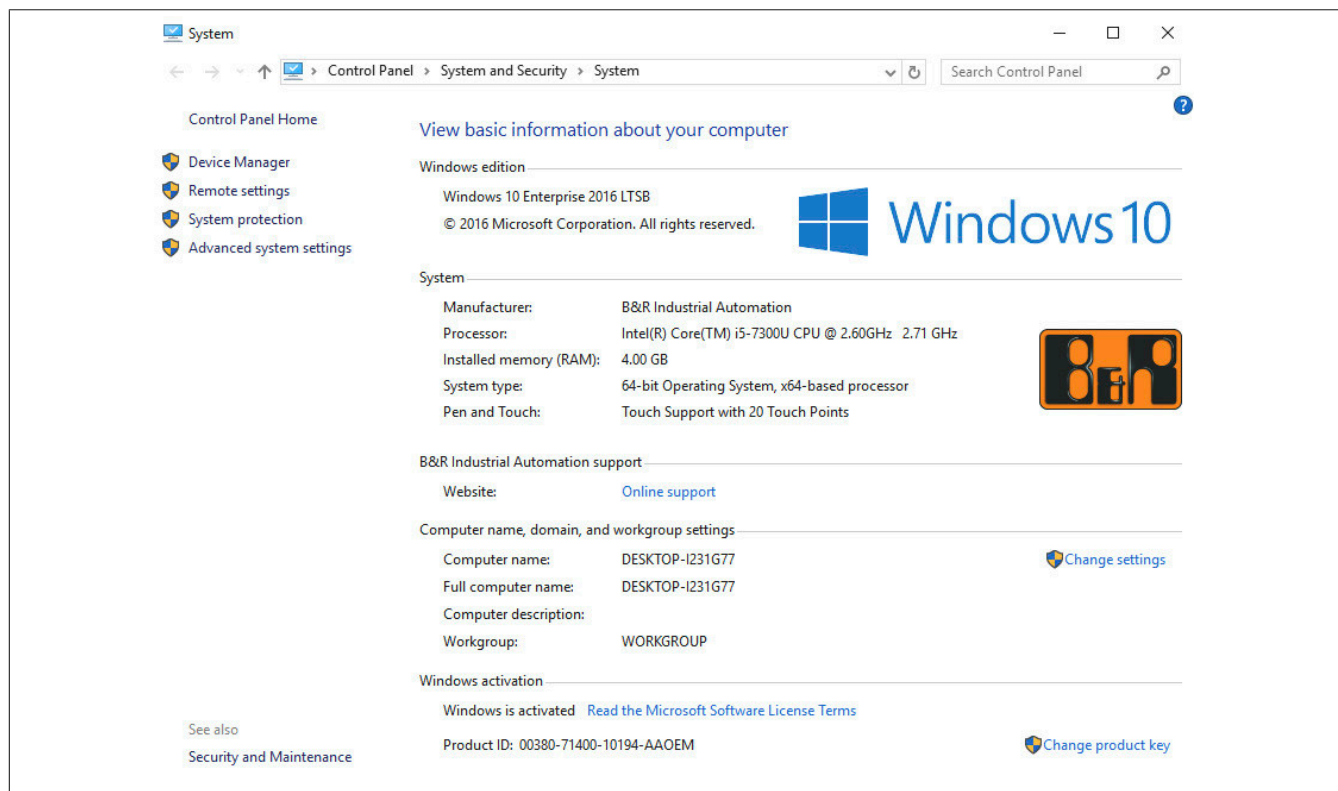 System
Control Panel > System and Security > System
Search Control Panel
?
Control Panel Home
Device Manager
Remote settings
System protection
Advanced system settings
View basic information about your computer
Windows edition
Windows 10 Enterprise 2016 LTSB
© 2016 Microsoft Corporation. All rights reserved.
Windows 10
System
Manufacturer: B&R Industrial Automation
Processor: Intel(R) Core(TM) i5-7300U CPU @ 2.60GHz 2.71 GHz
Installed memory (RAM): 4.00 GB
System type: 64-bit Operating System, x64-based processor
Pen and Touch: Touch Support with 20 Touch Points
B&R
B&R Industrial Automation support
Website: Online support
Computer name, domain, and workgroup settings
Computer name: DESKTOP-I231G77
Change settings
Full computer name: DESKTOP-I231G77
Computer description:
Workgroup: WORKGROUP
Windows activation
Windows is activated Read the Microsoft Software License Terms
Product ID: 00380-71400-10194-AAOEM
Change product key
See also
Security and Maintenance